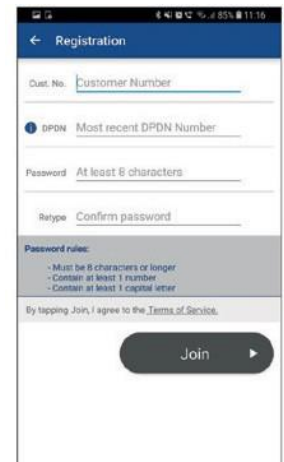 85% 11:16
← Registration
Cust. No. Customer Number
DPDN Most recent DPDN Number
Password At least 8 characters
Retype Confirm password
Password rules:
- Must be 8 characters or longer
- Contain at least 1 number
- Contain at least 1 capital letter
By tapping Join, I agree to the Terms of Service.
Join